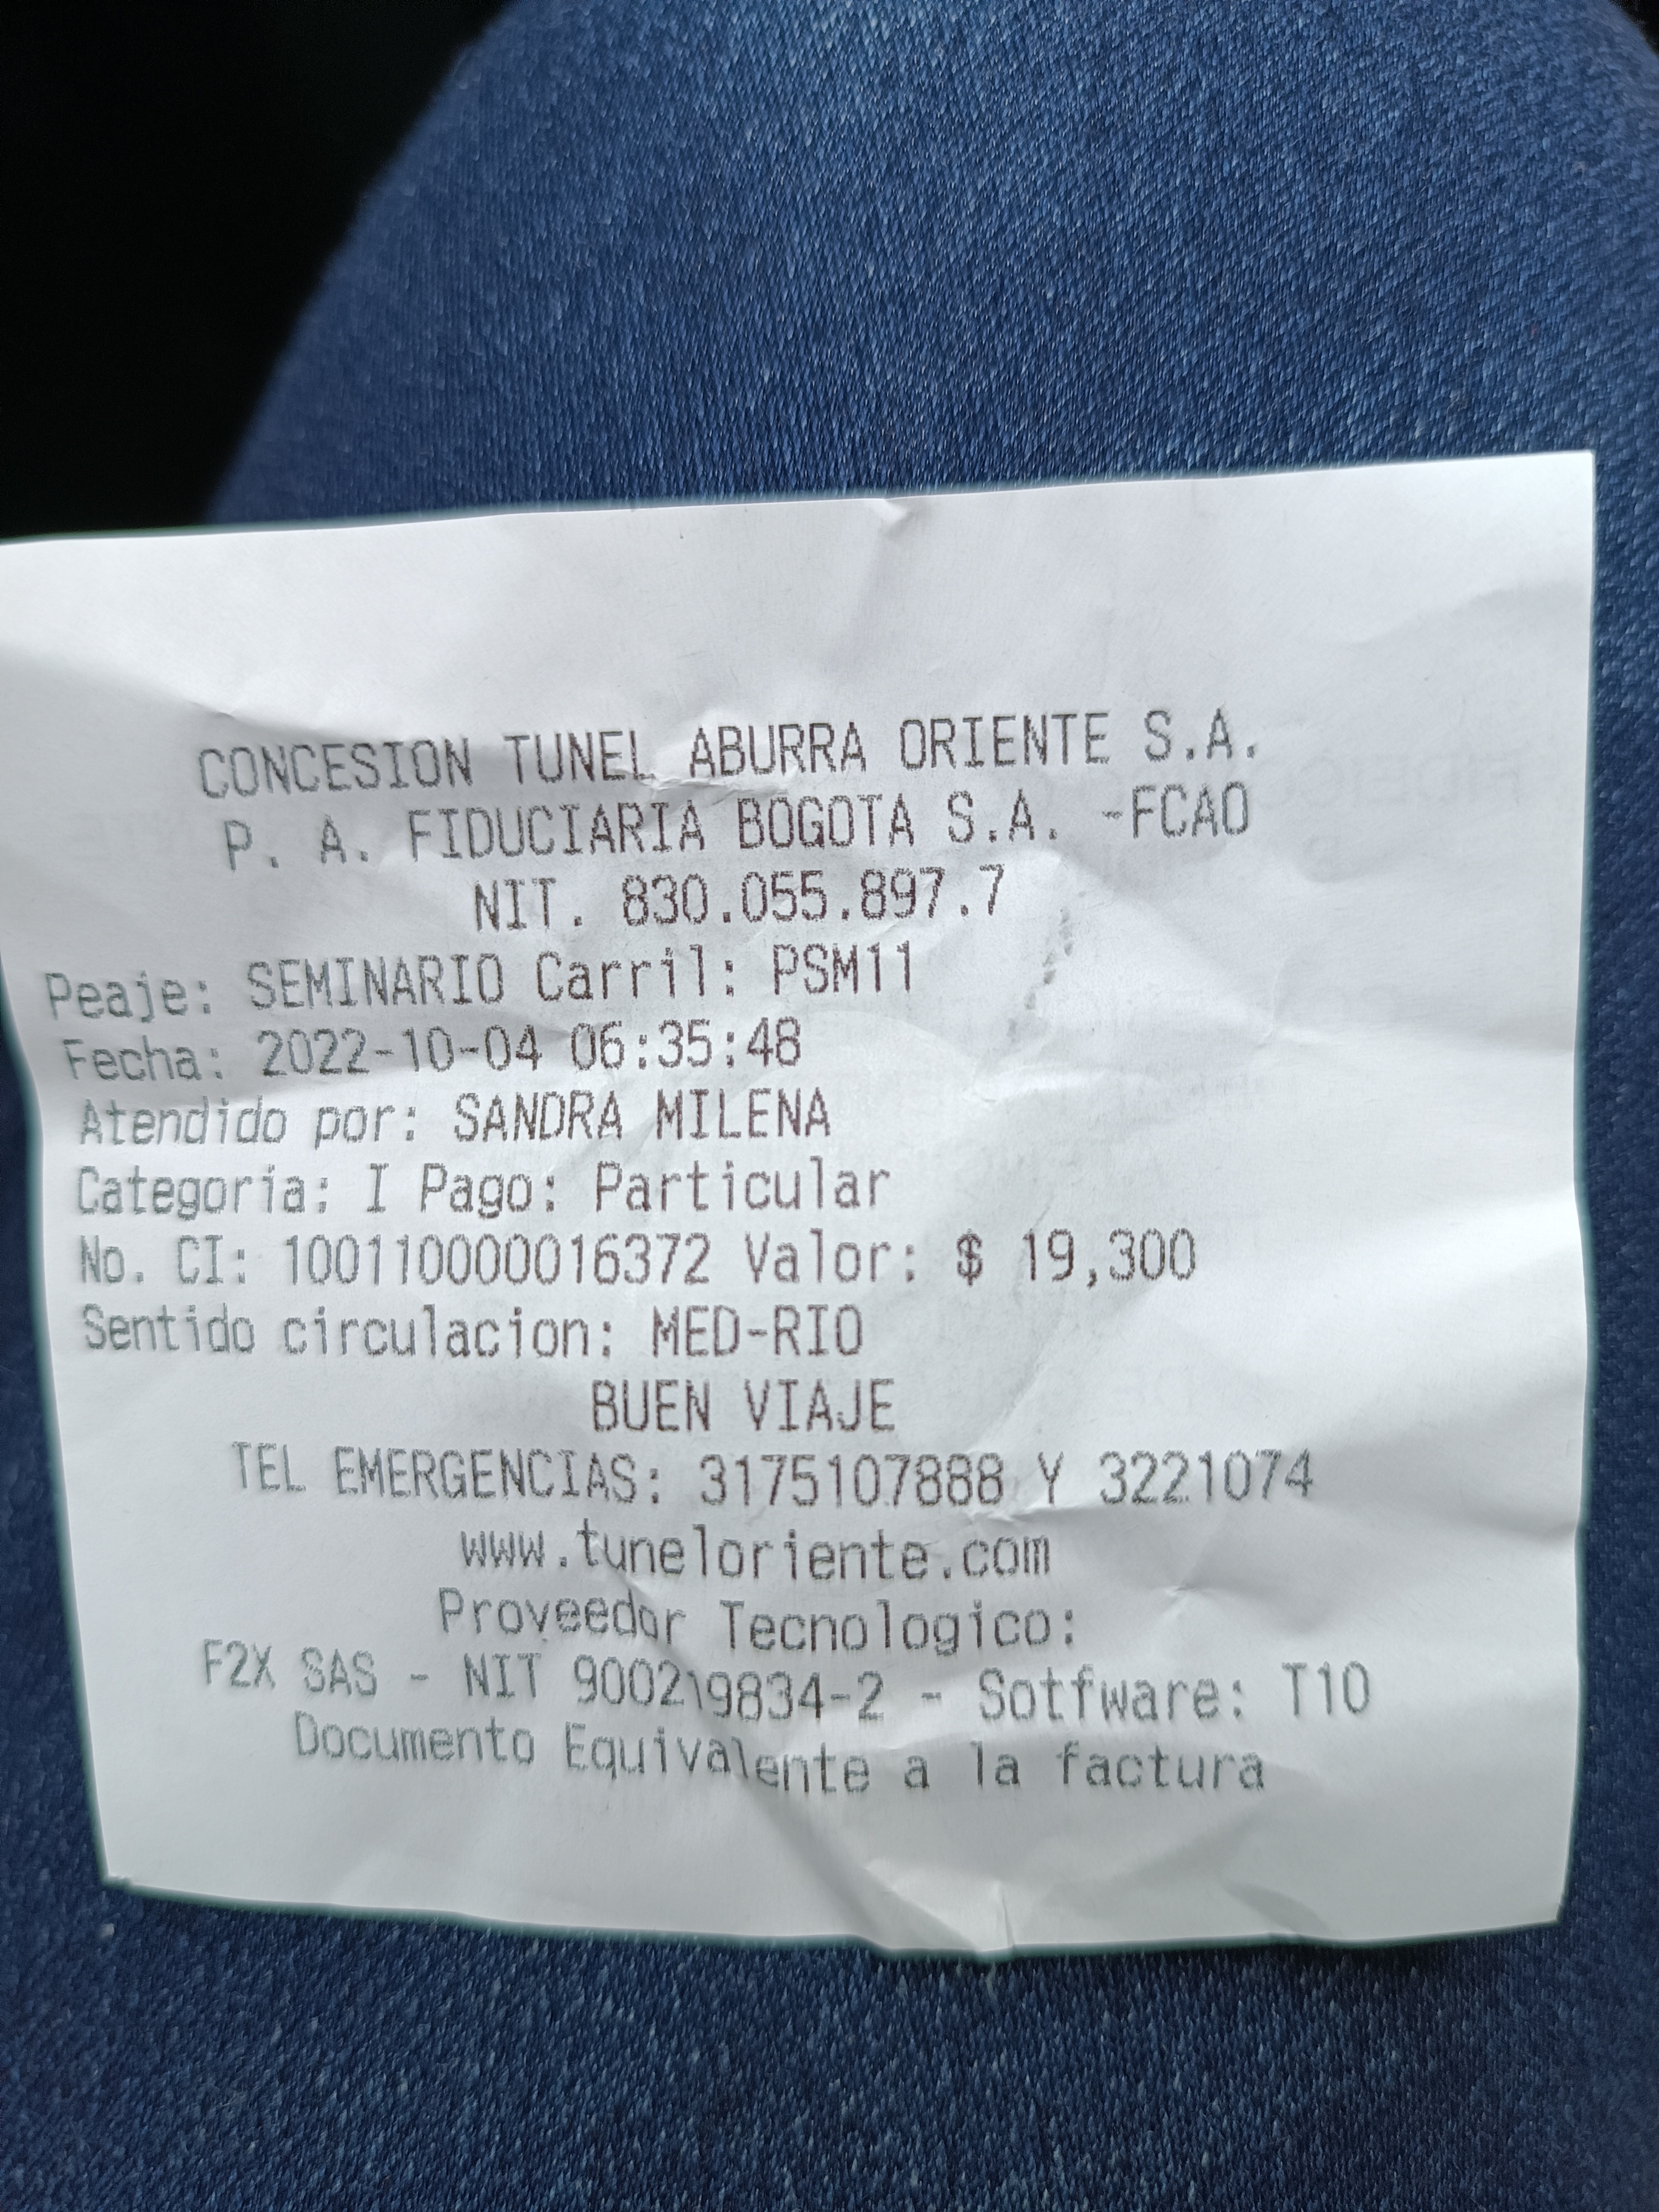 CONCESION TUNEL ABURRA ORIENTE S.A.
P. A. FIDUCIARIA BOGOTA S.A. -FCAO
NIT. 830.055.897.7
Peaje: SEMINARIO Carril: PSM11
Fecha: 2022-10-04 06:35:48
Atendido por: SANDRA MILENA
Categoria: I Pago: Particular
No. CI: 100110000016372 Valor: $ 19,300
Sentido circulacion: MED-RIO
BUEN VIAJE
TEL EMERGENCIAS: 3175107888 Y 3221074
www.tuneloriente.com
Proveedor Tecnologico:
F2X SAS - NIT 900219834-2 - Sotfware: T10
Documento Equivalente a la factura